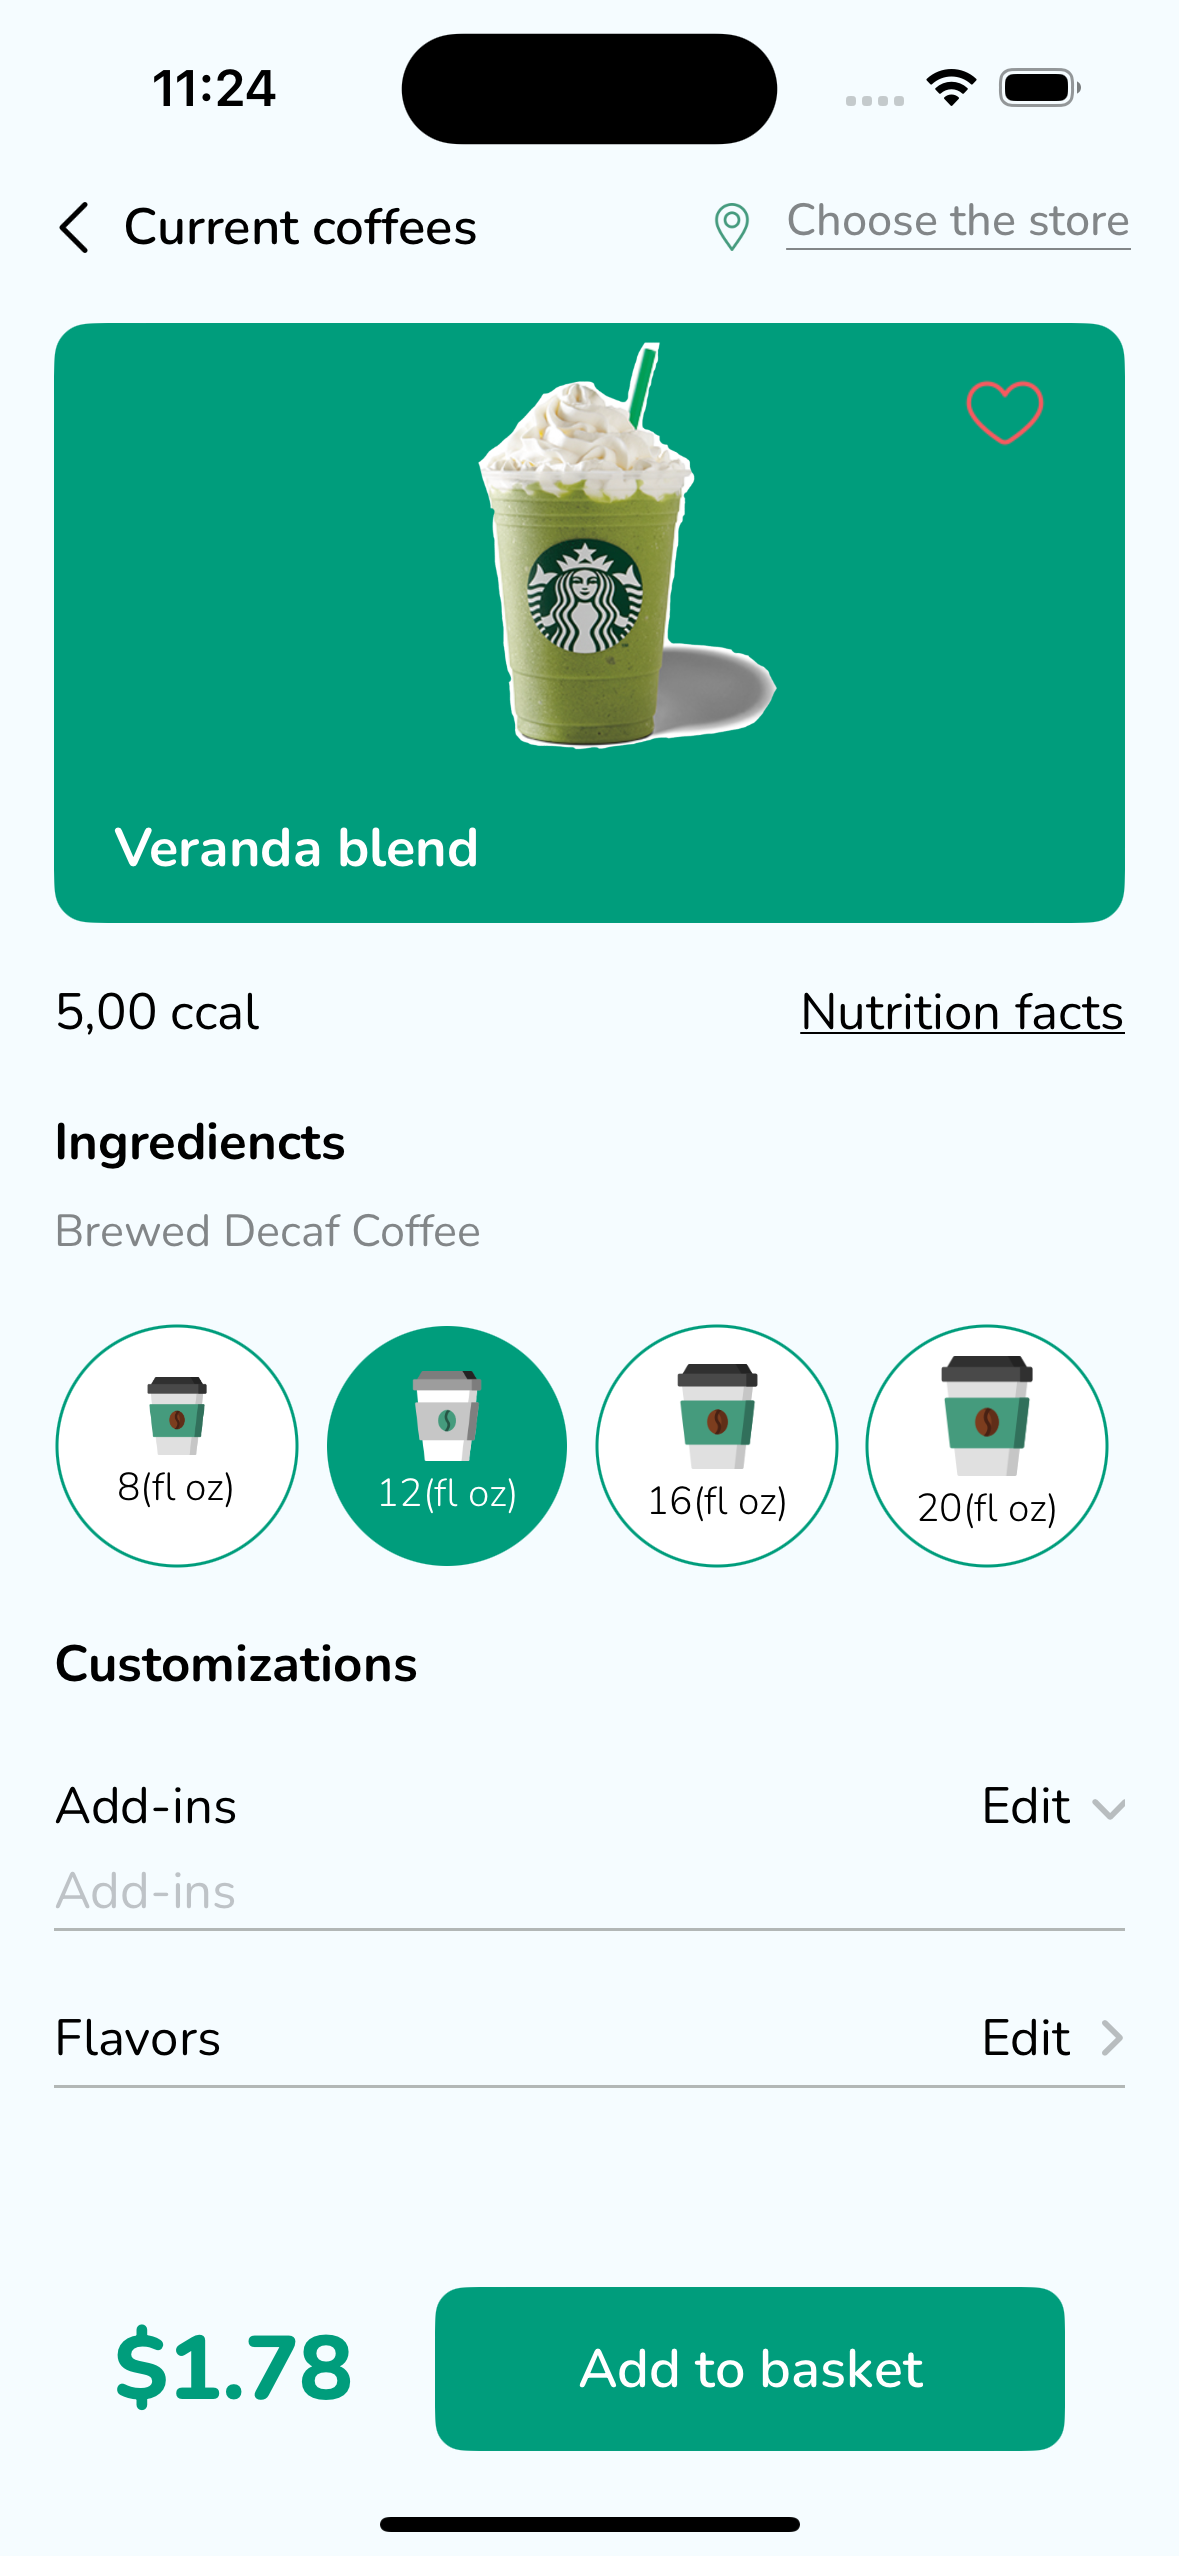 11:24
Current coffees
Choose the store
Veranda blend
5,00 ccal
Nutrition facts
Ingrediencts
Brewed Decaf Coffee
8(fl oz)
12(fl oz)
16(fl oz)
20(fl oz)
Customizations
Add-ins
Edit
Add-ins
Flavors
Edit
$1.78
Add to basket